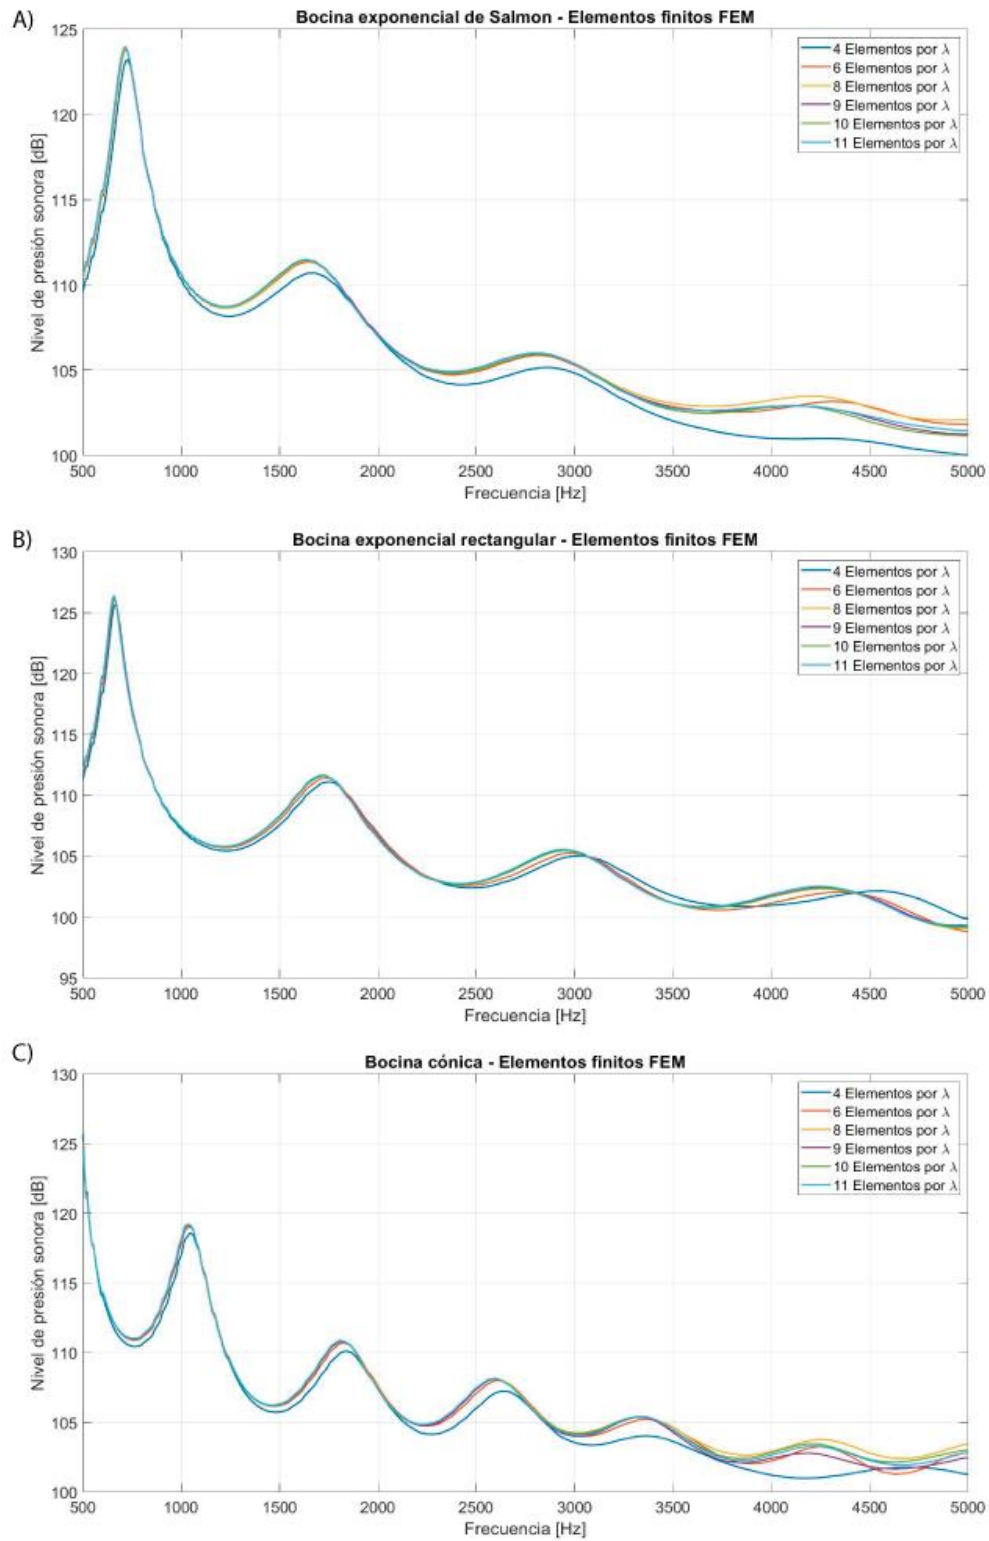 A)
Bocina exponencial de Salmon - Elementos finitos FEM
125
120
115
110
105
100
Nivel de presión sonora [dB]
4 Elementos por λ
6 Elementos por λ
8 Elementos por λ
9 Elementos por λ
10 Elementos por λ
11 Elementos por λ
500 1000 1500 2000 2500 3000 3500 4000 4500 5000
Frecuencia [Hz]
B)
Bocina exponencial rectangular - Elementos finitos FEM
130
125
120
115
110
105
100
95
Nivel de presión sonora [dB]
4 Elementos por λ
6 Elementos por λ
8 Elementos por λ
9 Elementos por λ
10 Elementos por λ
11 Elementos por λ
500 1000 1500 2000 2500 3000 3500 4000 4500 5000
Frecuencia [Hz]
C)
Bocina cónica - Elementos finitos FEM
130
125
120
115
110
105
100
Nivel de presión sonora [dB]
4 Elementos por λ
6 Elementos por λ
8 Elementos por λ
9 Elementos por λ
10 Elementos por λ
11 Elementos por λ
500 1000 1500 2000 2500 3000 3500 4000 4500 5000
Frecuencia [Hz]